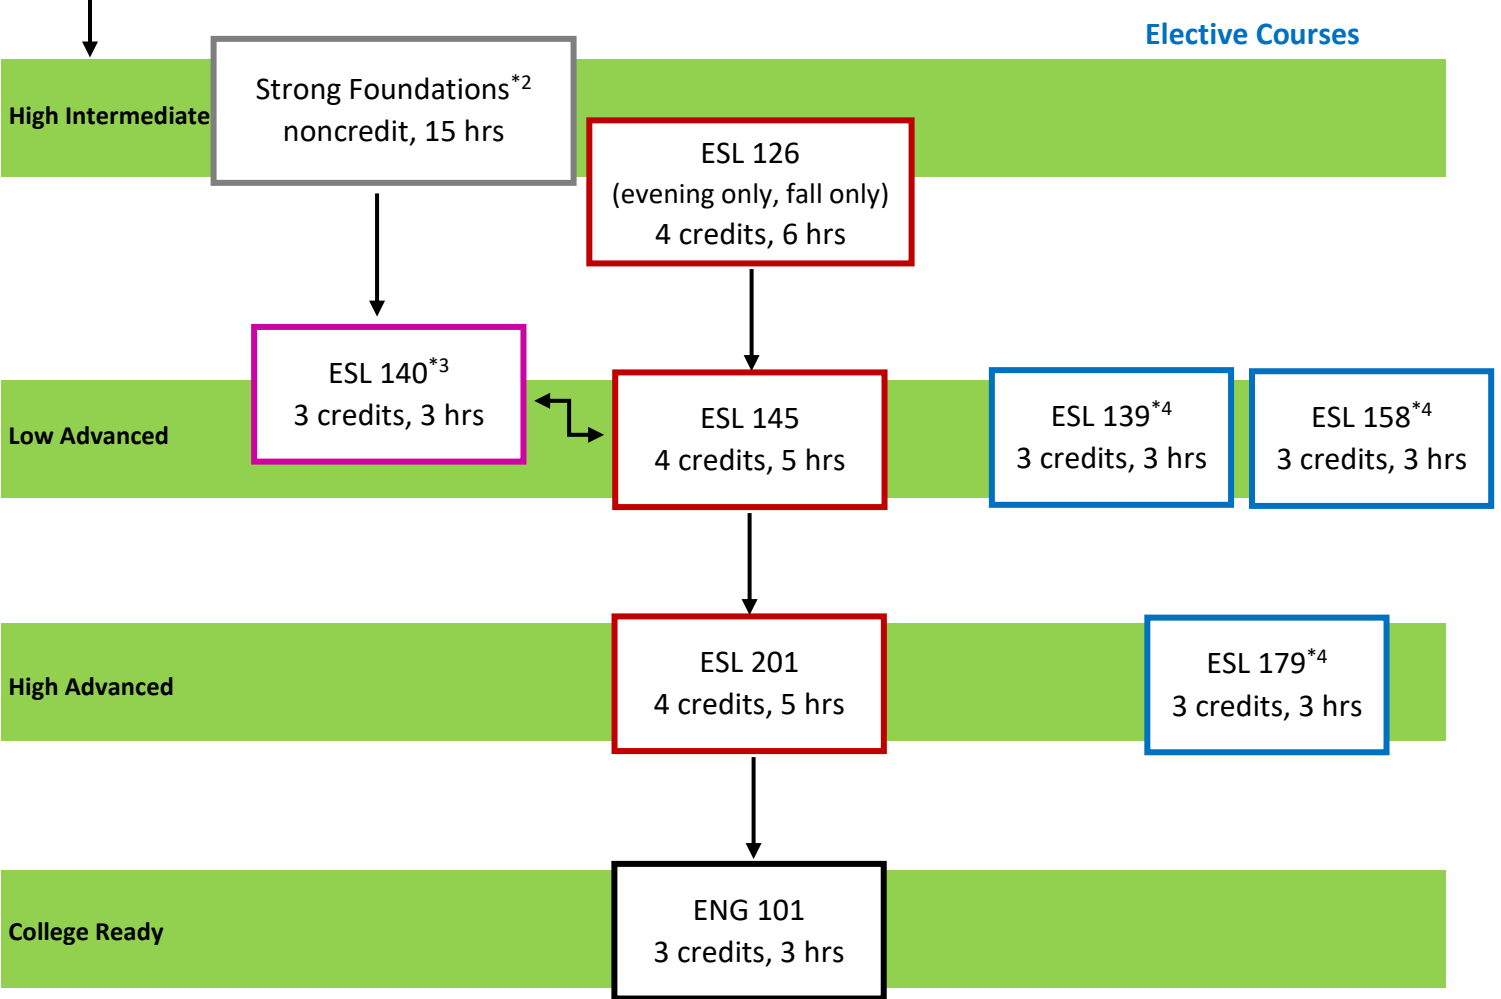 Elective Courses
High Intermediate
Strong Foundations*2
noncredit, 15 hrs
ESL 126
(evening only, fall only)
4 credits, 6 hrs
Low Advanced
ESL 140*3
3 credits, 3 hrs
ESL 145
4 credits, 5 hrs
ESL 139*4
3 credits, 3 hrs
ESL 158*4
3 credits, 3 hrs
High Advanced
ESL 201
4 credits, 5 hrs
ESL 179*4
3 credits, 3 hrs
College Ready
ENG 101
3 credits, 3 hrs